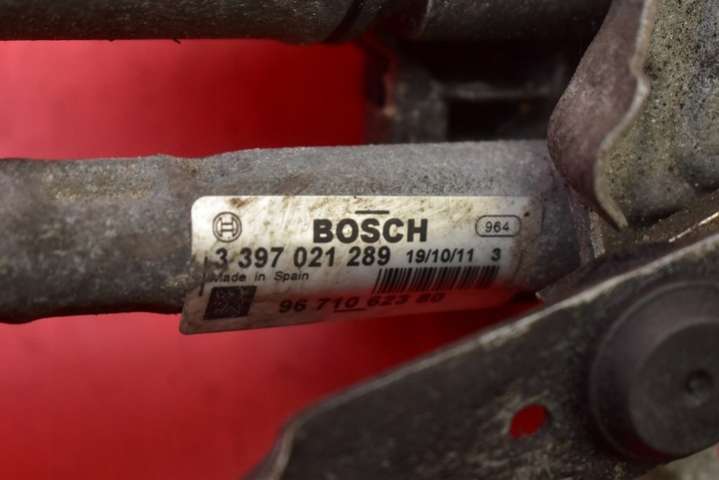 BOSCH 964
3 397 021 289 19/10/11 3
Made in Spain
96 710 623 80